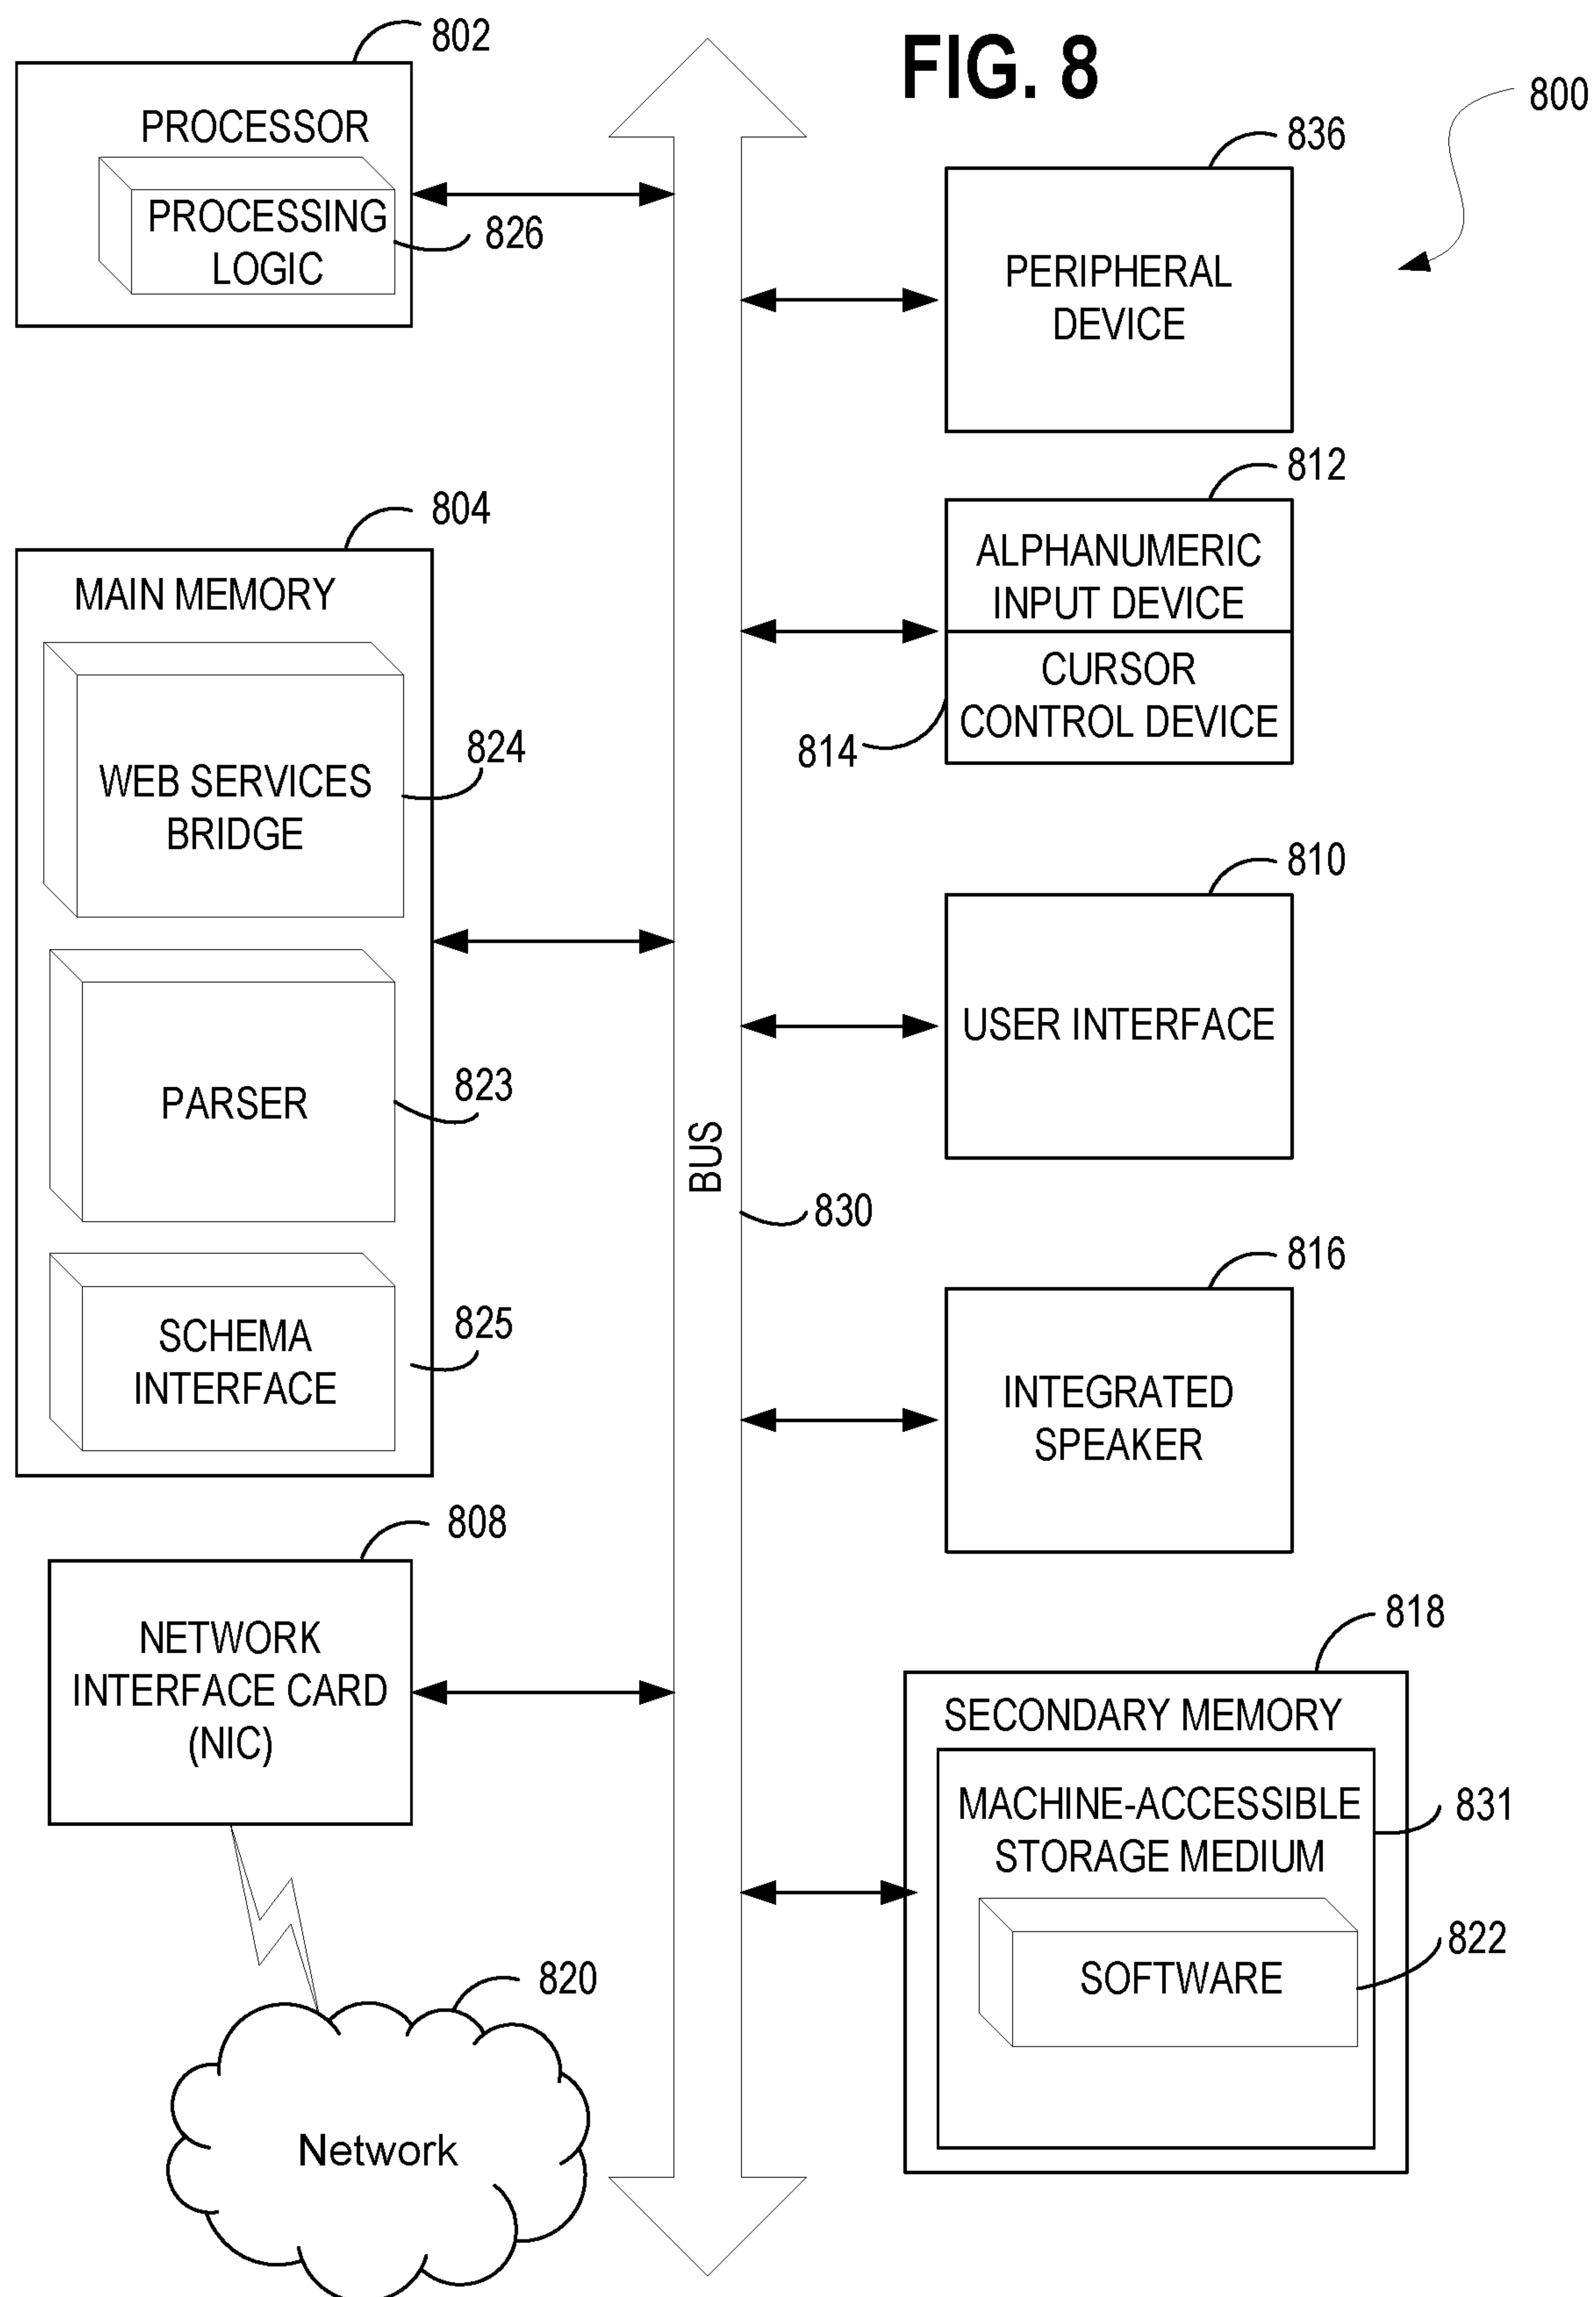 FIG. 8
800
802
PROCESSOR
PROCESSING
LOGIC
826
804
MAIN MEMORY
WEB SERVICES
BRIDGE
824
PARSER
823
SCHEMA
INTERFACE
825
808
NETWORK
INTERFACE CARD
(NIC)
820
Network
BUS
830
836
PERIPHERAL
DEVICE
812
ALPHANUMERIC
INPUT DEVICE
CURSOR
CONTROL DEVICE
814
810
USER INTERFACE
816
INTEGRATED
SPEAKER
818
SECONDARY MEMORY
MACHINE-ACCESSIBLE
STORAGE MEDIUM
831
SOFTWARE
822